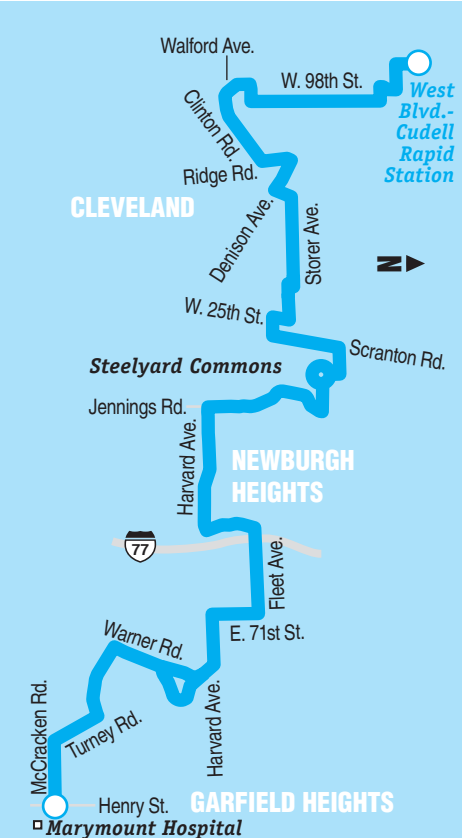 Walford Ave.
W. 98th St.
West
Blvd.-
Cudell
Rapid
Station
Clinton Rd.
Ridge Rd.
CLEVELAND
Denison Ave.
Storer Ave.
N
W. 25th St.
Scranton Rd.
Steelyard Commons
Jennings Rd.
Harvard Ave.
NEWBURGH
HEIGHTS
77
Fleet Ave.
E. 71st St.
Warner Rd.
Harvard Ave.
McCracken Rd.
Turney Rd.
Henry St.
GARFIELD HEIGHTS
Marymount Hospital